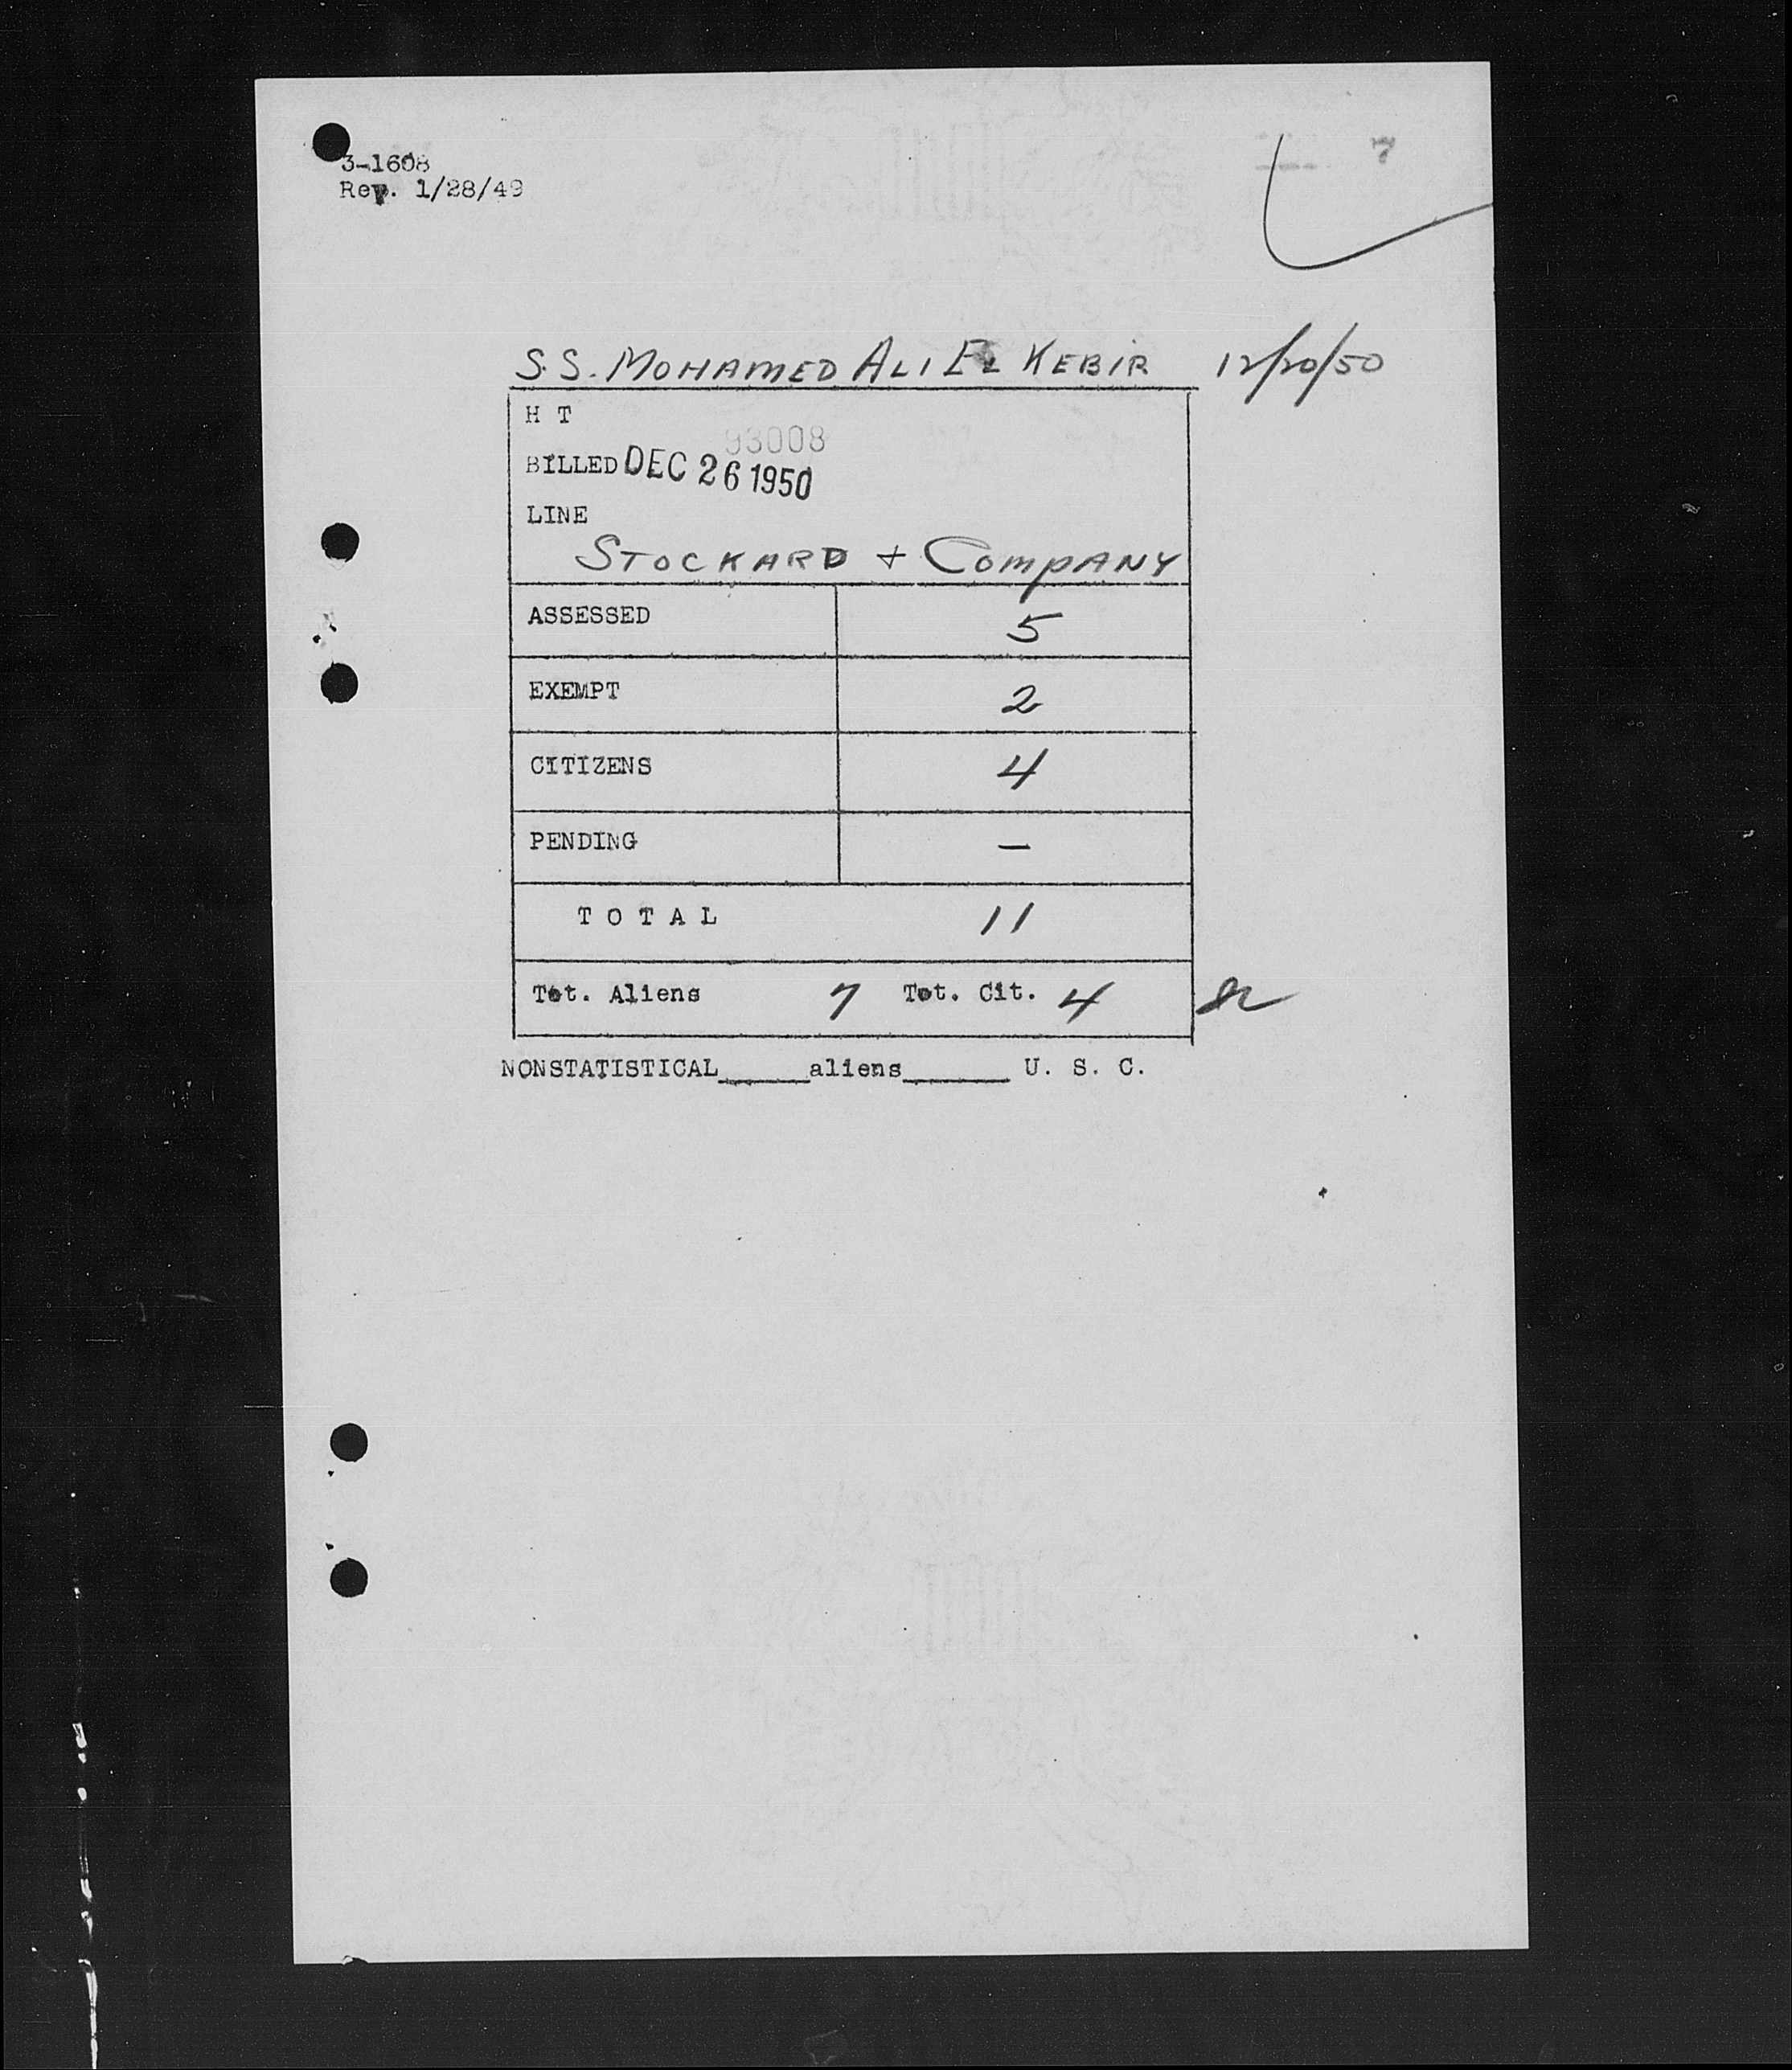 7
3-1608
Rev. 1/28/49
S.S. MOHAMED ALI EL KEBIR 12/20/50
H T
93008
BILLED DEC 26 1950
LINE
STOCKARD + COMPANY
ASSESSED 5
EXEMPT 2
CITIZENS 4
PENDING —
TOTAL 11
Tot. Aliens 7 Tot. Cit. 4
NONSTATISTICAL_____aliens______ U. S. C.